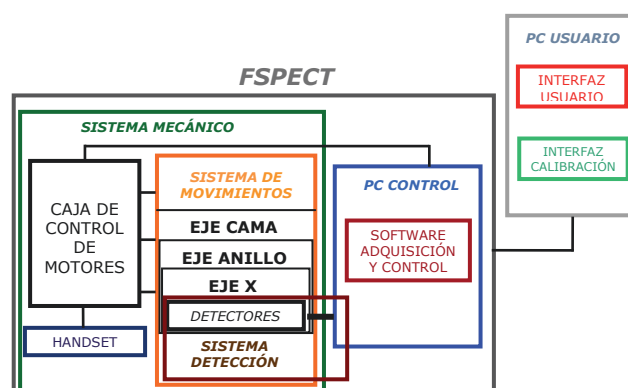 PC USUARIO
INTERFAZ
USUARIO
INTERFAZ
CALIBRACIÓN
FSPECT
SISTEMA MECÁNICO
CAJA DE
CONTROL
DE
MOTORES
HANDSET
SISTEMA DE
MOVIMIENTOS
EJE CAMA
EJE ANILLO
EJE X
DETECTORES
SISTEMA
DETECCIÓN
PC CONTROL
SOFTWARE
ADQUISICIÓN
Y CONTROL